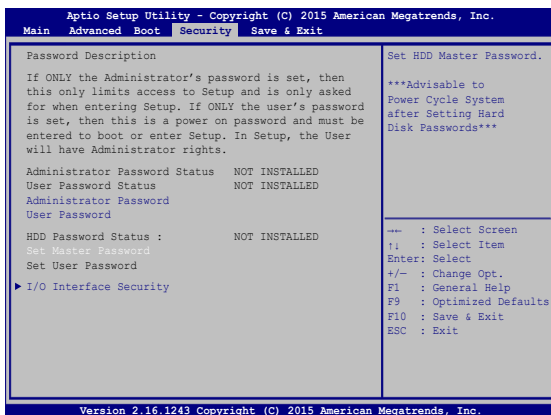 Aptio Setup Utility - Copyright (C) 2015 American Megatrends, Inc.
Main Advanced Boot Security Save & Exit
Password Description
If ONLY the Administrator's password is set, then
this only limits access to Setup and is only asked
for when entering Setup. If ONLY the user's password
is set, then this is a power on password and must be
entered to boot or enter Setup. In Setup, the User
will have Administrator rights.
Administrator Password Status NOT INSTALLED
User Password Status NOT INSTALLED
Administrator Password
User Password
HDD Password Status : NOT INSTALLED
Set Master Password
Set User Password
▶ I/O Interface Security
Set HDD Master Password.
***Advisable to
Power Cycle System
after Setting Hard
Disk Passwords***
→← : Select Screen
↑↓ : Select Item
Enter: Select
+/— : Change Opt.
F1 : General Help
F9 : Optimized Defaults
F10 : Save & Exit
ESC : Exit
Version 2.16.1243 Copyright (C) 2015 American Megatrends, Inc.